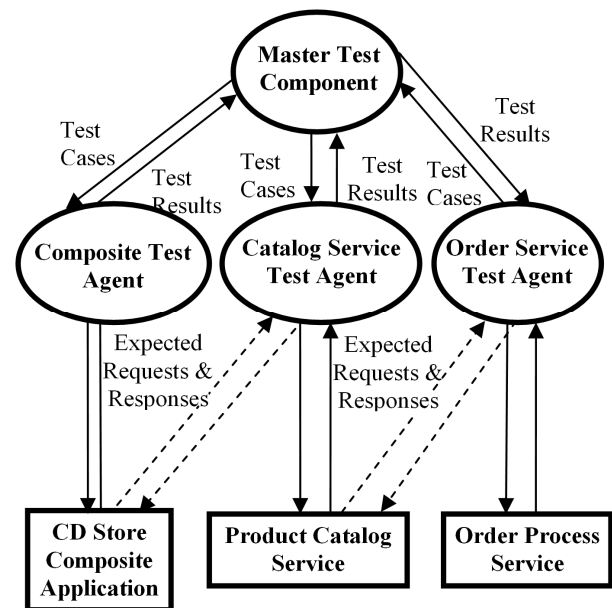 Master Test
Component
Test
Cases
Test
Results
Test
Cases
Test
Results
Test
Cases
Test
Results
Composite Test
Agent
Catalog Service
Test Agent
Order Service
Test Agent
Expected
Requests &
Responses
Expected
Requests &
Responses
CD Store
Composite
Application
Product Catalog
Service
Order Process
Service